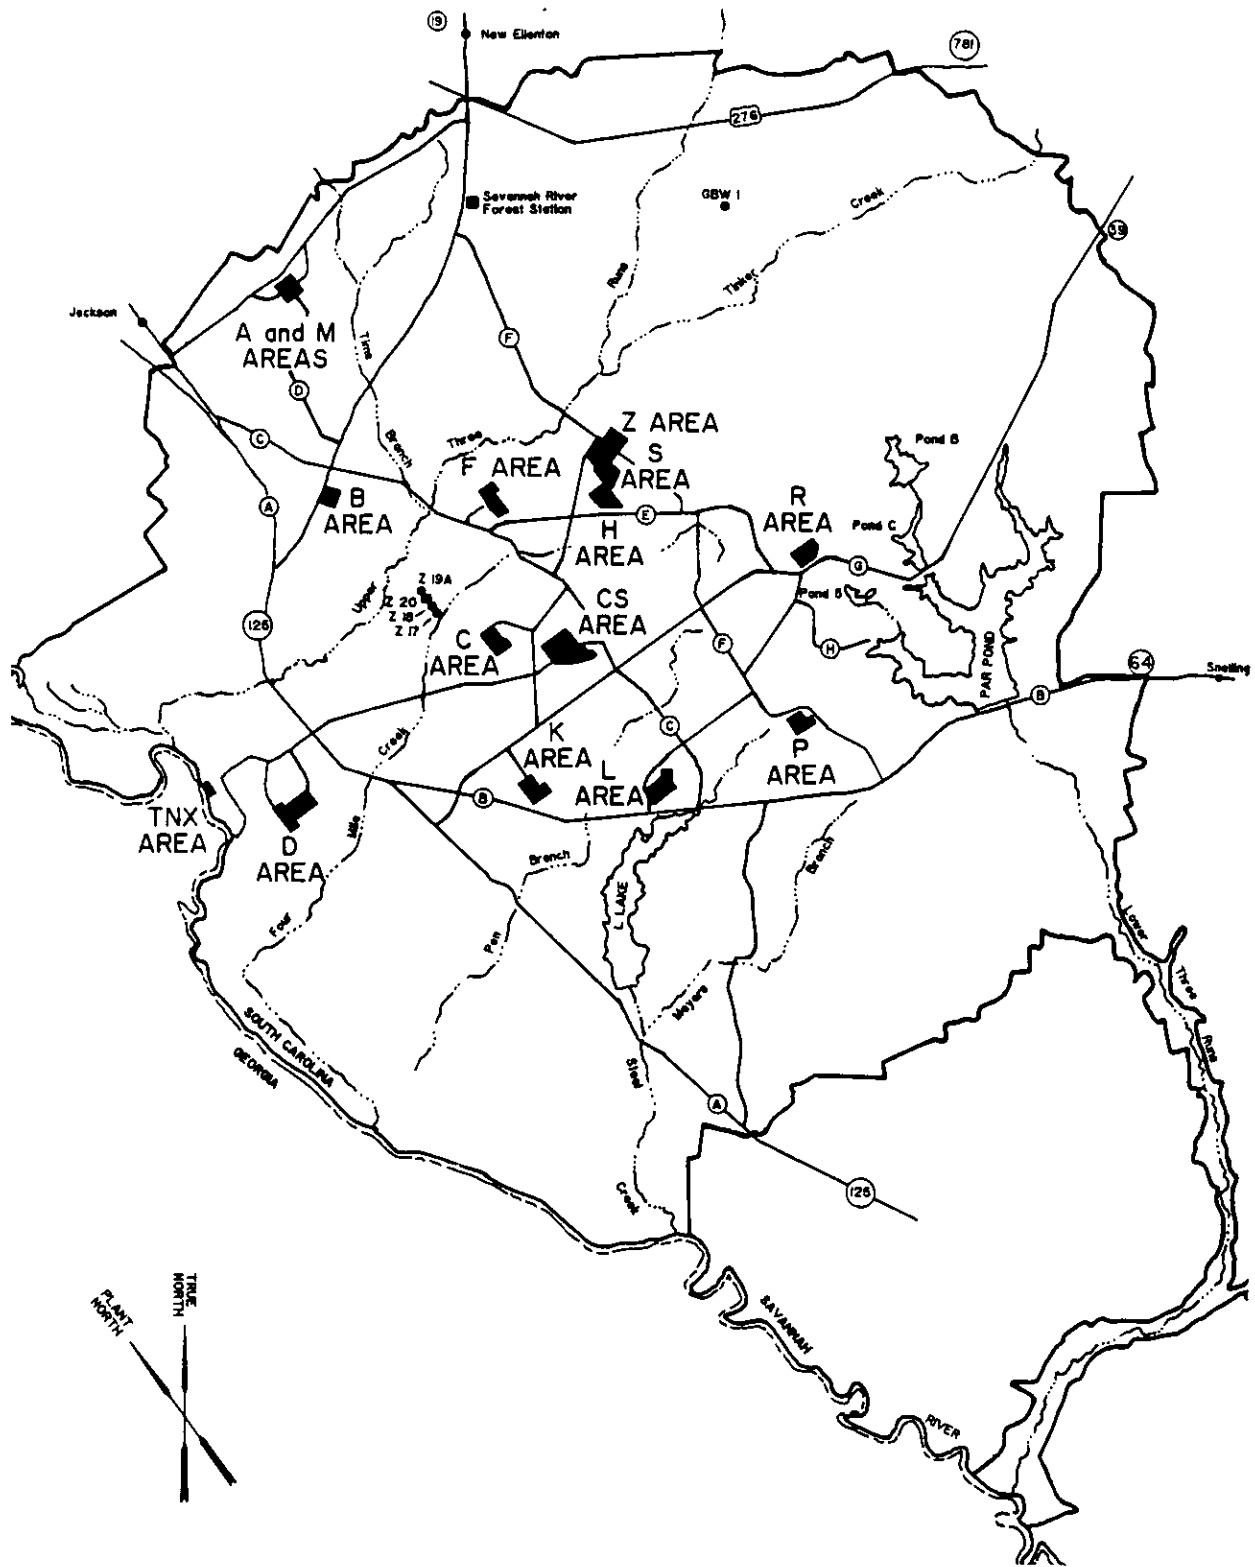 19
New Ellenton
781
276
Savannah River
Forest Station
GBW 1
Creek
39
Runs
Tinker
Jackson
A and M
AREAS
Tims
F
D
Z AREA
C
Branch
Three
S
AREA
Pond B
F AREA
B
AREA
A
R
AREA
E
H
AREA
Pond C
G
Z 19A
Z 20
Z 18
Z 17
Upper
Pond 5
CS
AREA
126
C
AREA
F
H
PAR POND
64
Snelling
B
Creek
K
AREA
C
P
AREA
L
AREA
B
TNX
AREA
Mile
D
AREA
Branch
Branch
L LAKE
Four
Pen
Lower
Three
Runs
Meyers
SOUTH CAROLINA
GEORGIA
Steel
A
126
Creek
SAVANNAH
RIVER
TRUE
NORTH
PLANT
NORTH